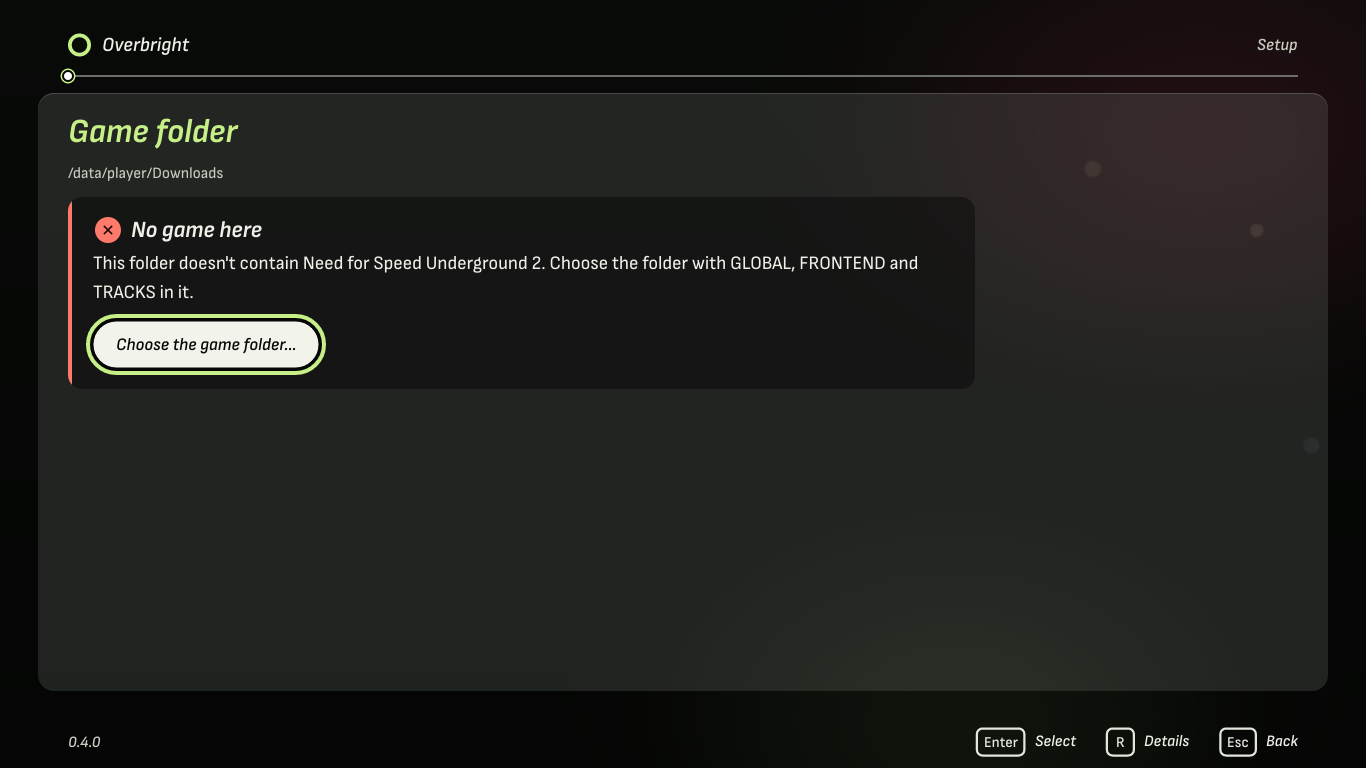 Overbright
Setup
Game folder
/data/player/Downloads
No game here
This folder doesn't contain Need for Speed Underground 2. Choose the folder with GLOBAL, FRONTEND and
TRACKS in it.
Choose the game folder...
0.4.0
Enter Select R Details Esc Back